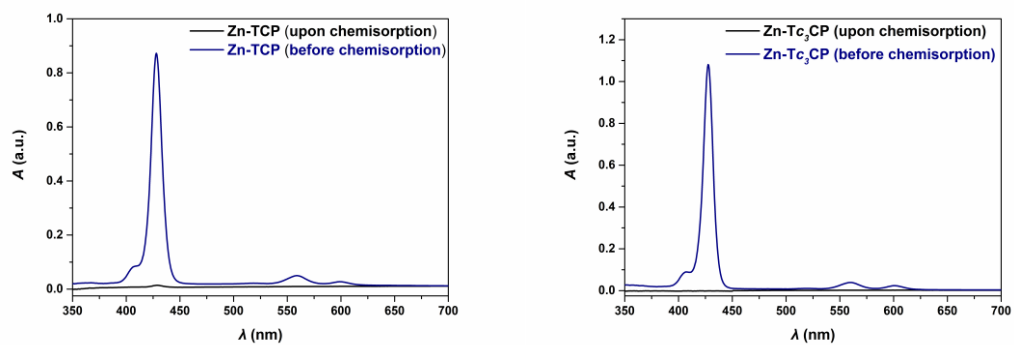 Zn-TCP (upon chemisorption)
Zn-TCP (before chemisorption)
1.0
0.8
0.6
0.4
0.2
0.0
A (a.u.)
350 400 450 500 550 600 650 700
λ (nm)
Zn-Tc3CP (upon chemisorption)
Zn-Tc3CP (before chemisorption)
1.2
1.0
0.8
0.6
0.4
0.2
0.0
A (a.u.)
350 400 450 500 550 600 650 700
λ (nm)